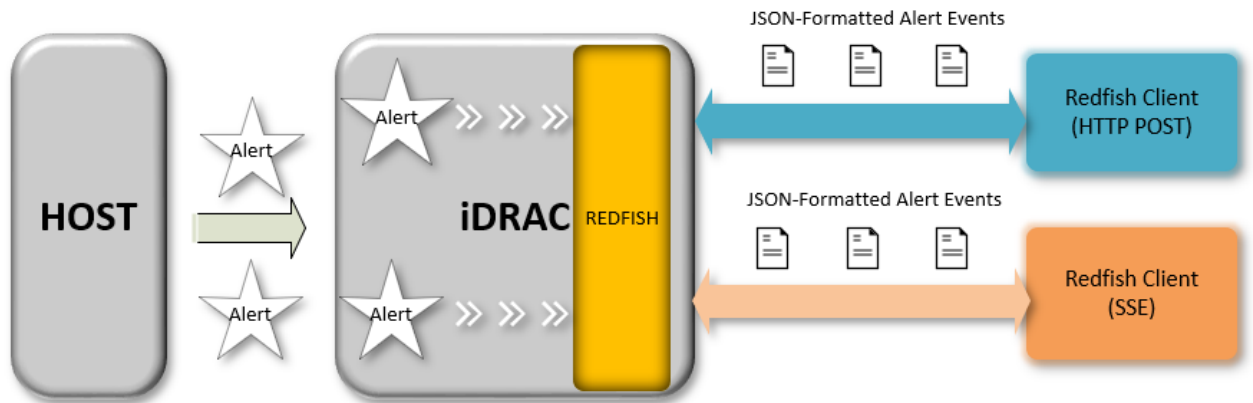 HOST
Alert
Alert
Alert
Alert
iDRAC
REDFISH
JSON-Formatted Alert Events
Redfish Client
(HTTP POST)
JSON-Formatted Alert Events
Redfish Client
(SSE)